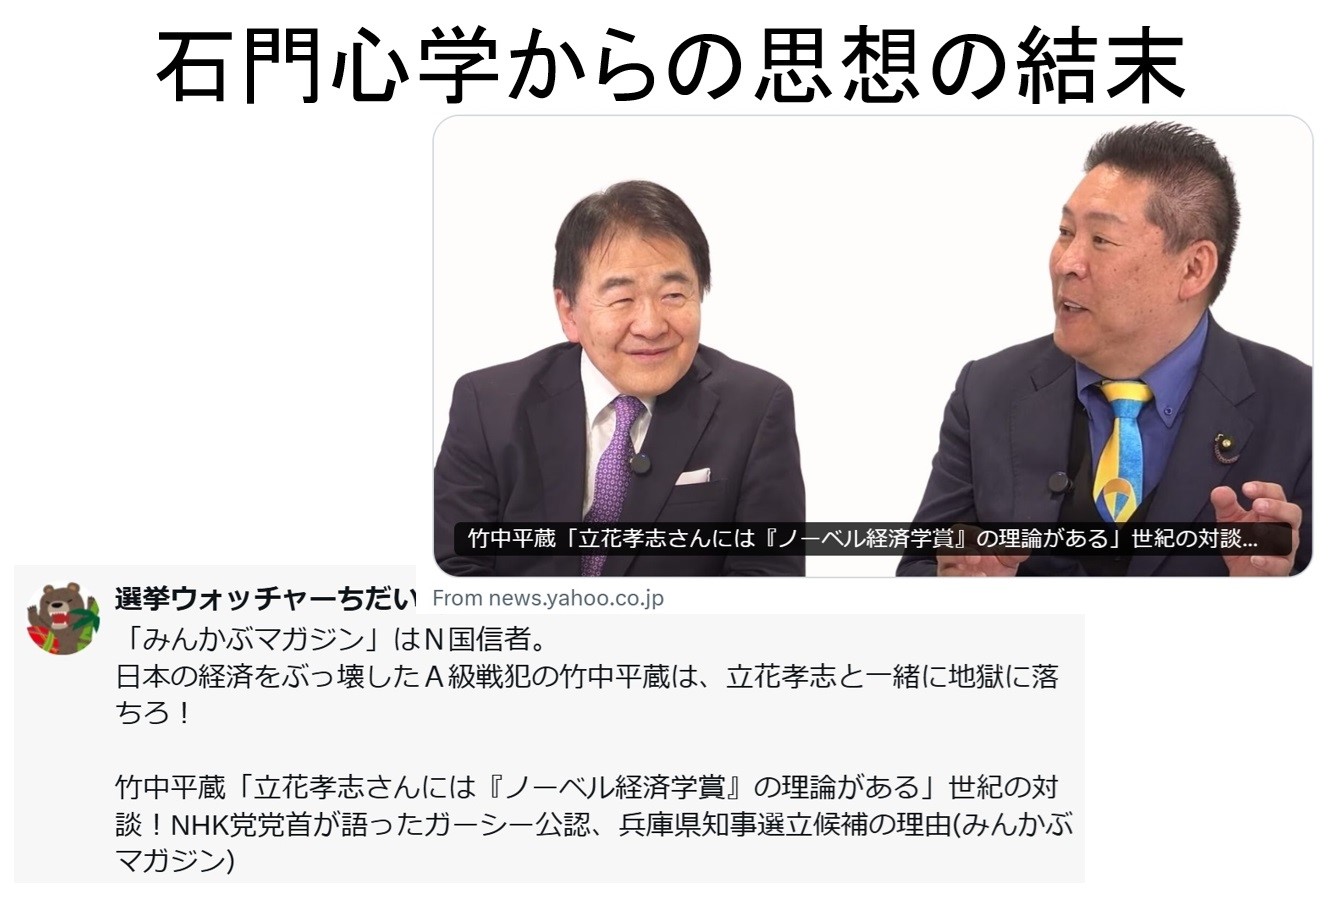 石門心学からの思想の結末
竹中平蔵「立花孝志さんには『ノーベル経済学賞』の理論がある」世紀の対談...
From news.yahoo.co.jp
選挙ウォッチャーちだい
「みんかぶマガジン」はＮ国信者。
日本の経済をぶっ壊したＡ級戦犯の竹中平蔵は、立花孝志と一緒に地獄に落
ちろ！
竹中平蔵「立花孝志さんには『ノーベル経済学賞』の理論がある」世紀の対
談！NHK党党首が語ったガーシー公認、兵庫県知事選立候補の理由(みんかぶ
マガジン)